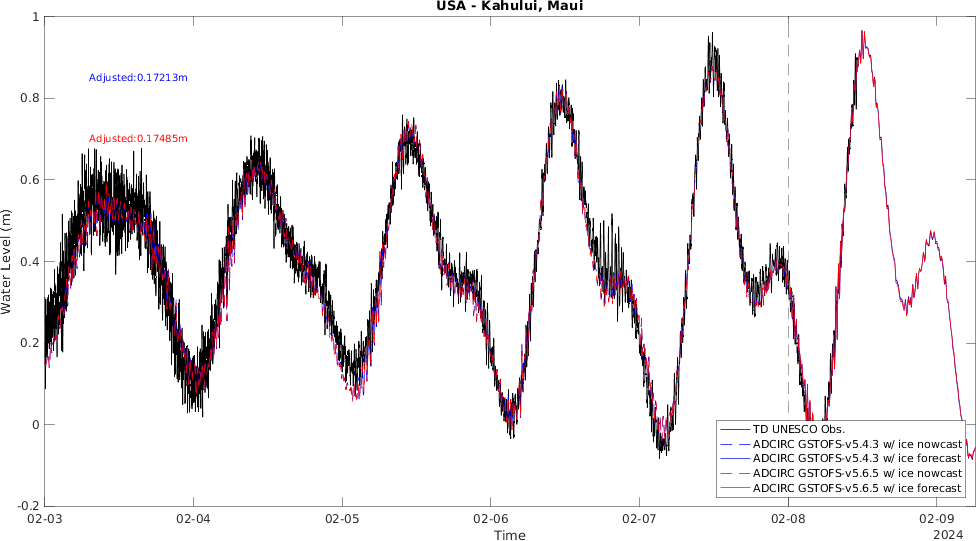 USA - Kahului, Maui
1
Adjusted:0.17213m
0.8
Adjusted:0.17485m
0.6
Water Level (m)
0.4
0.2
0
-0.2
TD UNESCO Obs.
ADCIRC GSTOFS-v5.4.3 w/ ice nowcast
ADCIRC GSTOFS-v5.4.3 w/ ice forecast
ADCIRC GSTOFS-v5.6.5 w/ ice nowcast
ADCIRC GSTOFS-v5.6.5 w/ ice forecast
02-03 02-04 02-05 02-06 02-07 02-08 02-09
Time 2024